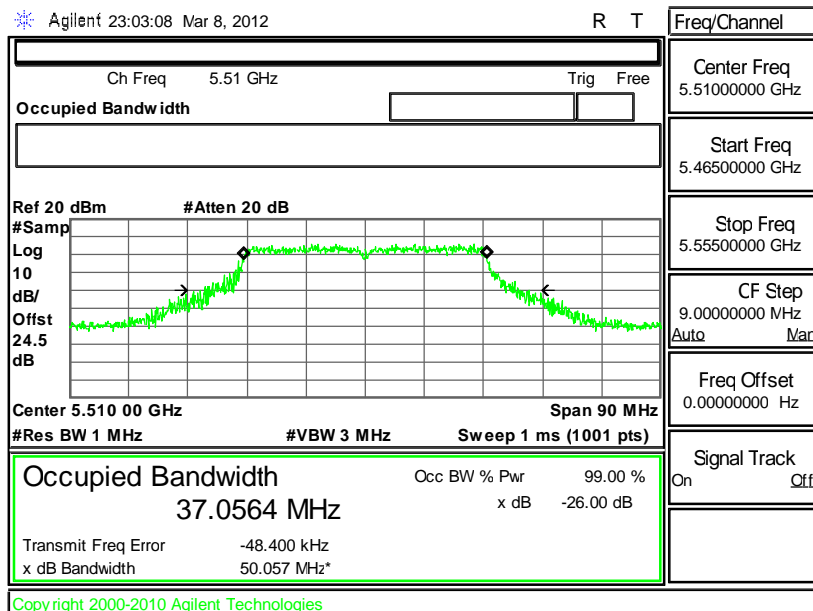 Agilent 23:03:08 Mar 8, 2012 R T
Freq/Channel
Ch Freq 5.51 GHz Trig Free
Occupied Bandwidth
Center Freq
5.51000000 GHz
Start Freq
5.46500000 GHz
Stop Freq
5.55500000 GHz
CF Step
9.00000000 MHz
Auto Man
Freq Offset
0.00000000 Hz
Signal Track
On Off
Ref 20 dBm #Atten 20 dB
#Samp
Log
10
dB/
Offst
24.5
dB
Center 5.510 00 GHz Span 90 MHz
#Res BW 1 MHz #VBW 3 MHz Sweep 1 ms (1001 pts)
Occupied Bandwidth Occ BW % Pwr 99.00 %
37.0564 MHz x dB -26.00 dB
Transmit Freq Error -48.400 kHz
x dB Bandwidth 50.057 MHz*
Copyright 2000-2010 Agilent Technologies